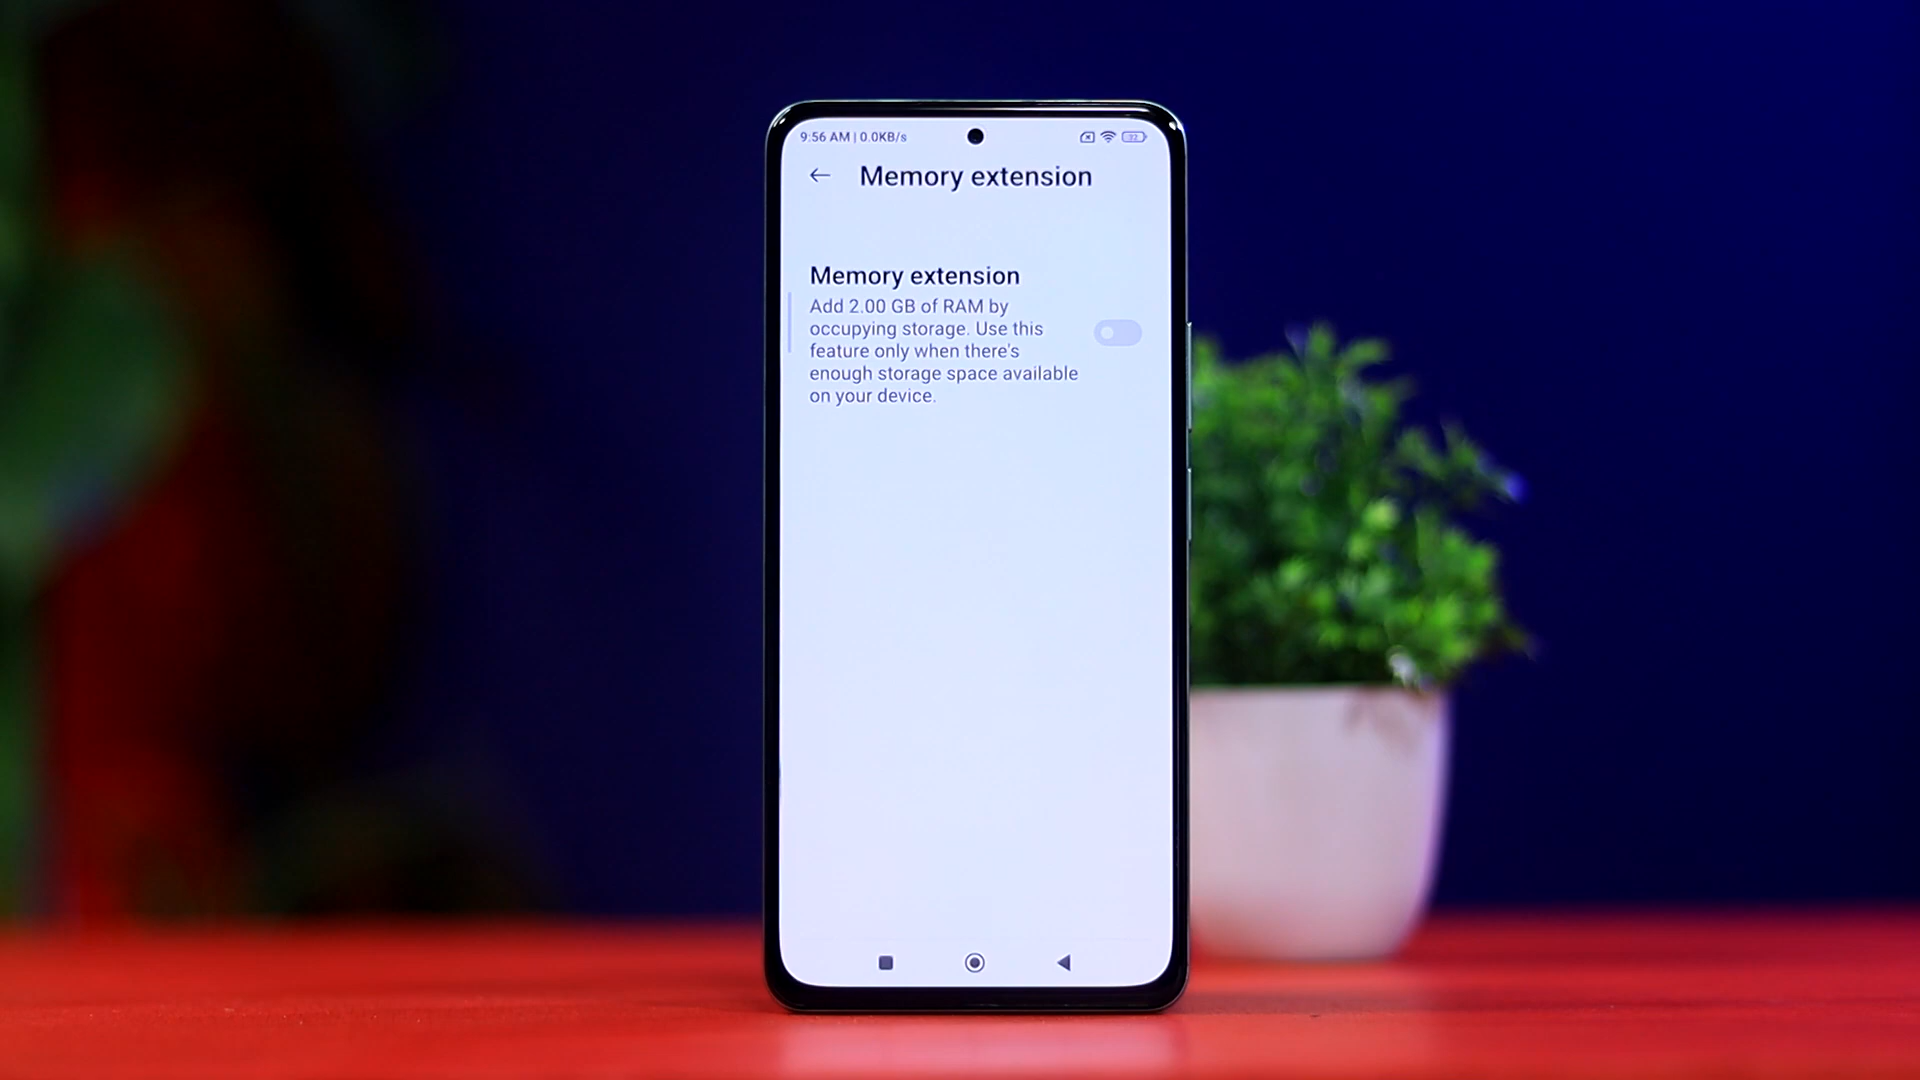 9:56 AM | 0.0KB/s
Memory extension
Memory extension
Add 2.00 GB of RAM by
occupying storage. Use this
feature only when there's
enough storage space available
on your device.